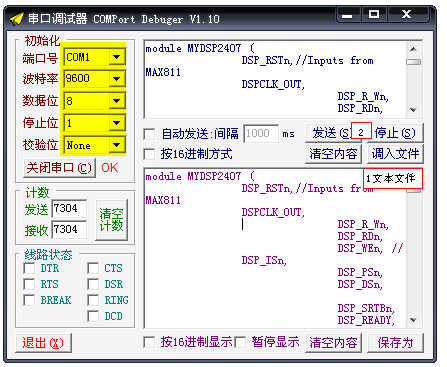 串口调试器 COMPort Debuger V1.10
初始化
端口号 COM1
波特率 9600
数据位 8
停止位 1
校验位 None
关闭串口(C) OK
计数
发送 7304
接收 7304
清空
计数
线路状态
DTR CTS
RTS DSR
BREAK RING
DCD
退出(X)
module MYDSP2407 (
DSP_RSTn,//Inputs from
MAX811
DSPCLK_OUT,
DSP_R_Wn,
DSP_RDn,
自动发送:间隔 1000 ms 发送(S 2 停止(S)
按16进制方式 清空内容 调入文件
1文本文件
module MYDSP2407 (
DSP_RSTn,//Inputs from
MAX811
DSPCLK_OUT,
DSP_R_Wn,
DSP_RDn,
DSP_WEn, //
DSP_ISn,
DSP_PSn,
DSP_DSn,
DSP_SRTBn,
DSP_READY,
按16进制显示 暂停显示 清空内容 保存为